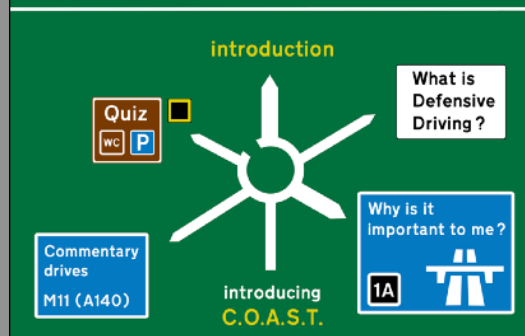 introduction
What is
Defensive
Driving ?
Quiz
WC P
Why is it
important to me?
1A
Commentary
drives
M11 (A140)
introducing
C.O.A.S.T.